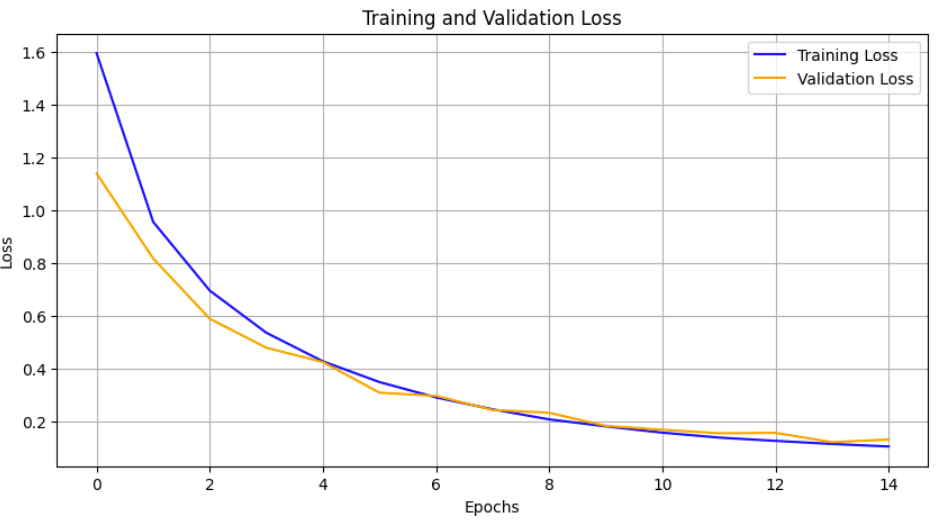 Training and Validation Loss
Training Loss
Validation Loss
1.6
1.4
1.2
1.0
0.8
0.6
0.4
0.2
Loss
0 2 4 6 8 10 12 14
Epochs